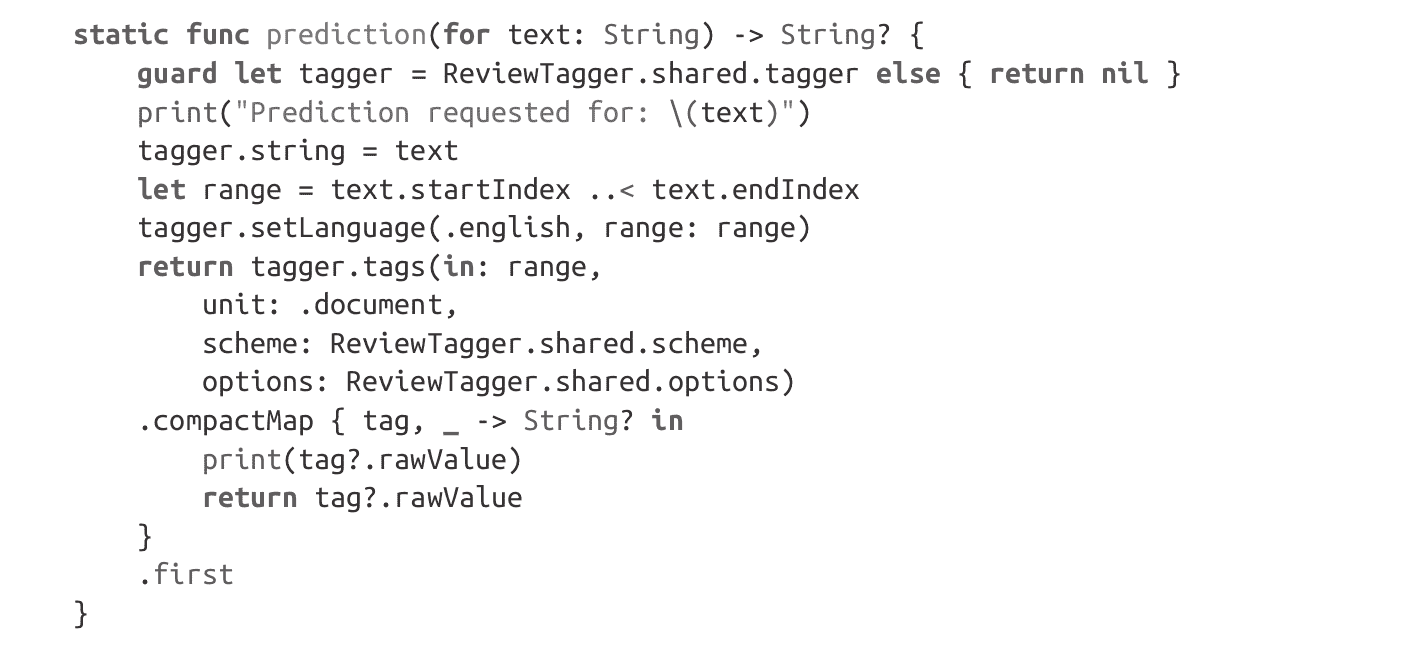 static func prediction(for text: String) -> String? {
    guard let tagger = ReviewTagger.shared.tagger else { return nil }
    print("Prediction requested for: \(text)")
    tagger.string = text
    let range = text.startIndex ..< text.endIndex
    tagger.setLanguage(.english, range: range)
    return tagger.tags(in: range,
        unit: .document,
        scheme: ReviewTagger.shared.scheme,
        options: ReviewTagger.shared.options)
    .compactMap { tag, _ -> String? in
        print(tag?.rawValue)
        return tag?.rawValue
    }
    .first
}